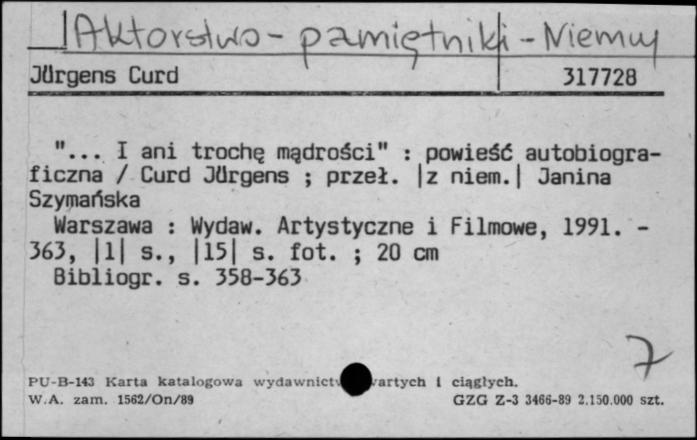 Aktorstwo - pamiętniki - Niemcy
Jürgens Curd 317728
"... I ani trochę mądrości" : powieść autobiogra-
ficzna / Curd Jürgens ; przeł. |z niem.| Janina
Szymańska
Warszawa : Wydaw. Artystyczne i Filmowe, 1991. -
363, |1| s., |15| s. fot. ; 20 cm
Bibliogr. s. 358-363
7
PU-B-143 Karta katalogowa ciągłych.
W.A. zam. 1562/On/89 GZG Z-3 3466-89 2.150.000 szt.